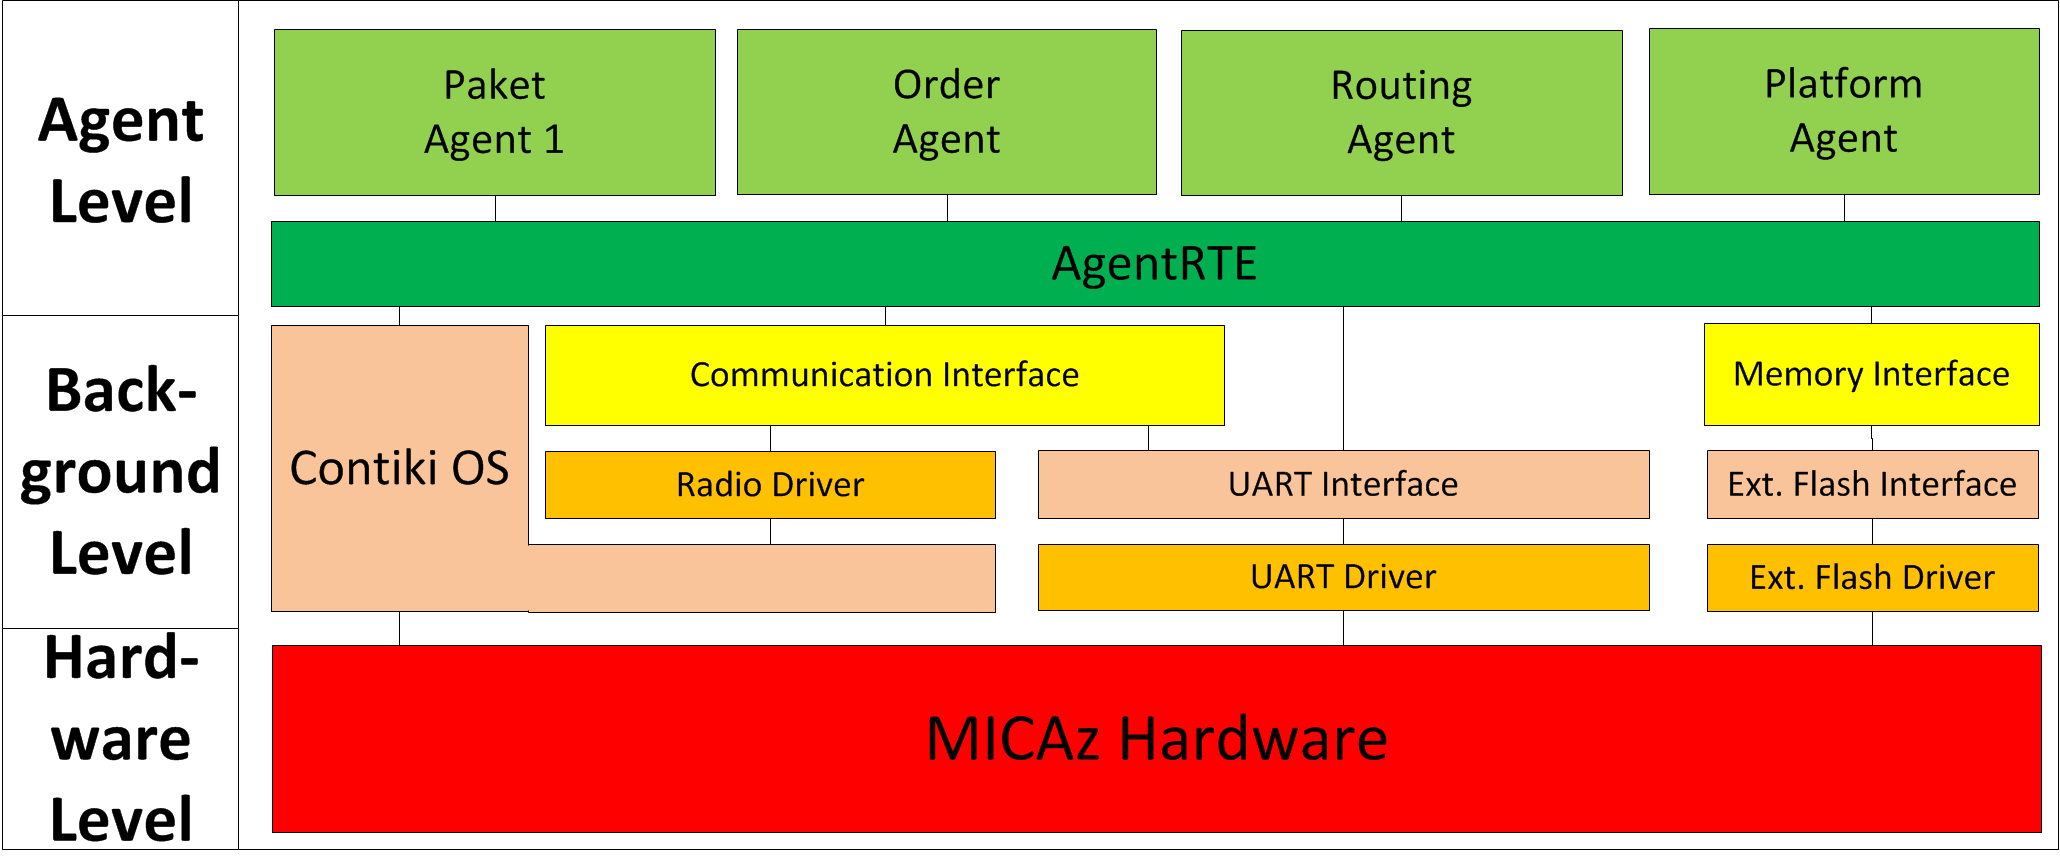 Agent
Level
Paket
Agent 1
Order
Agent
Routing
Agent
Platform
Agent
AgentRTE
Back-
ground
Level
Contiki OS
Communication Interface
Memory Interface
Radio Driver
UART Interface
Ext. Flash Interface
UART Driver
Ext. Flash Driver
Hard-
ware
Level
MICAz Hardware